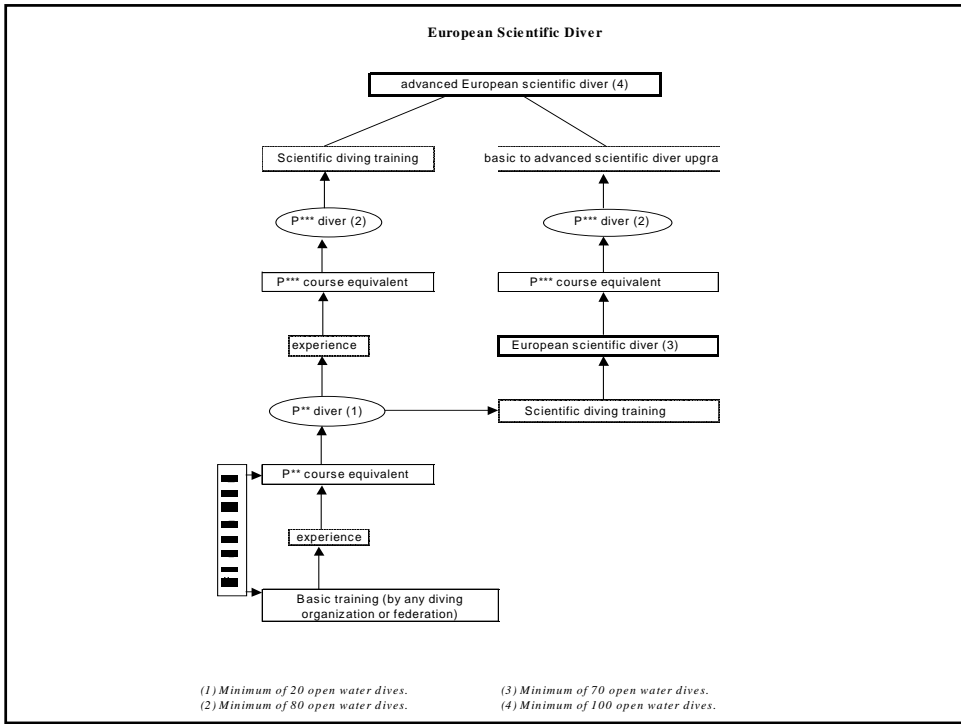 European Scientific Diver
advanced European scientific diver (4)
Scientific diving training
basic to advanced scientific diver upgra
P*** diver (2)
P*** diver (2)
P*** course equivalent
P*** course equivalent
experience
European scientific diver (3)
P** diver (1)
Scientific diving training
P** course equivalent
experience
Basic training (by any diving
organization or federation)
(1) Minimum of 20 open water dives.
(2) Minimum of 80 open water dives.
(3) Minimum of 70 open water dives.
(4) Minimum of 100 open water dives.